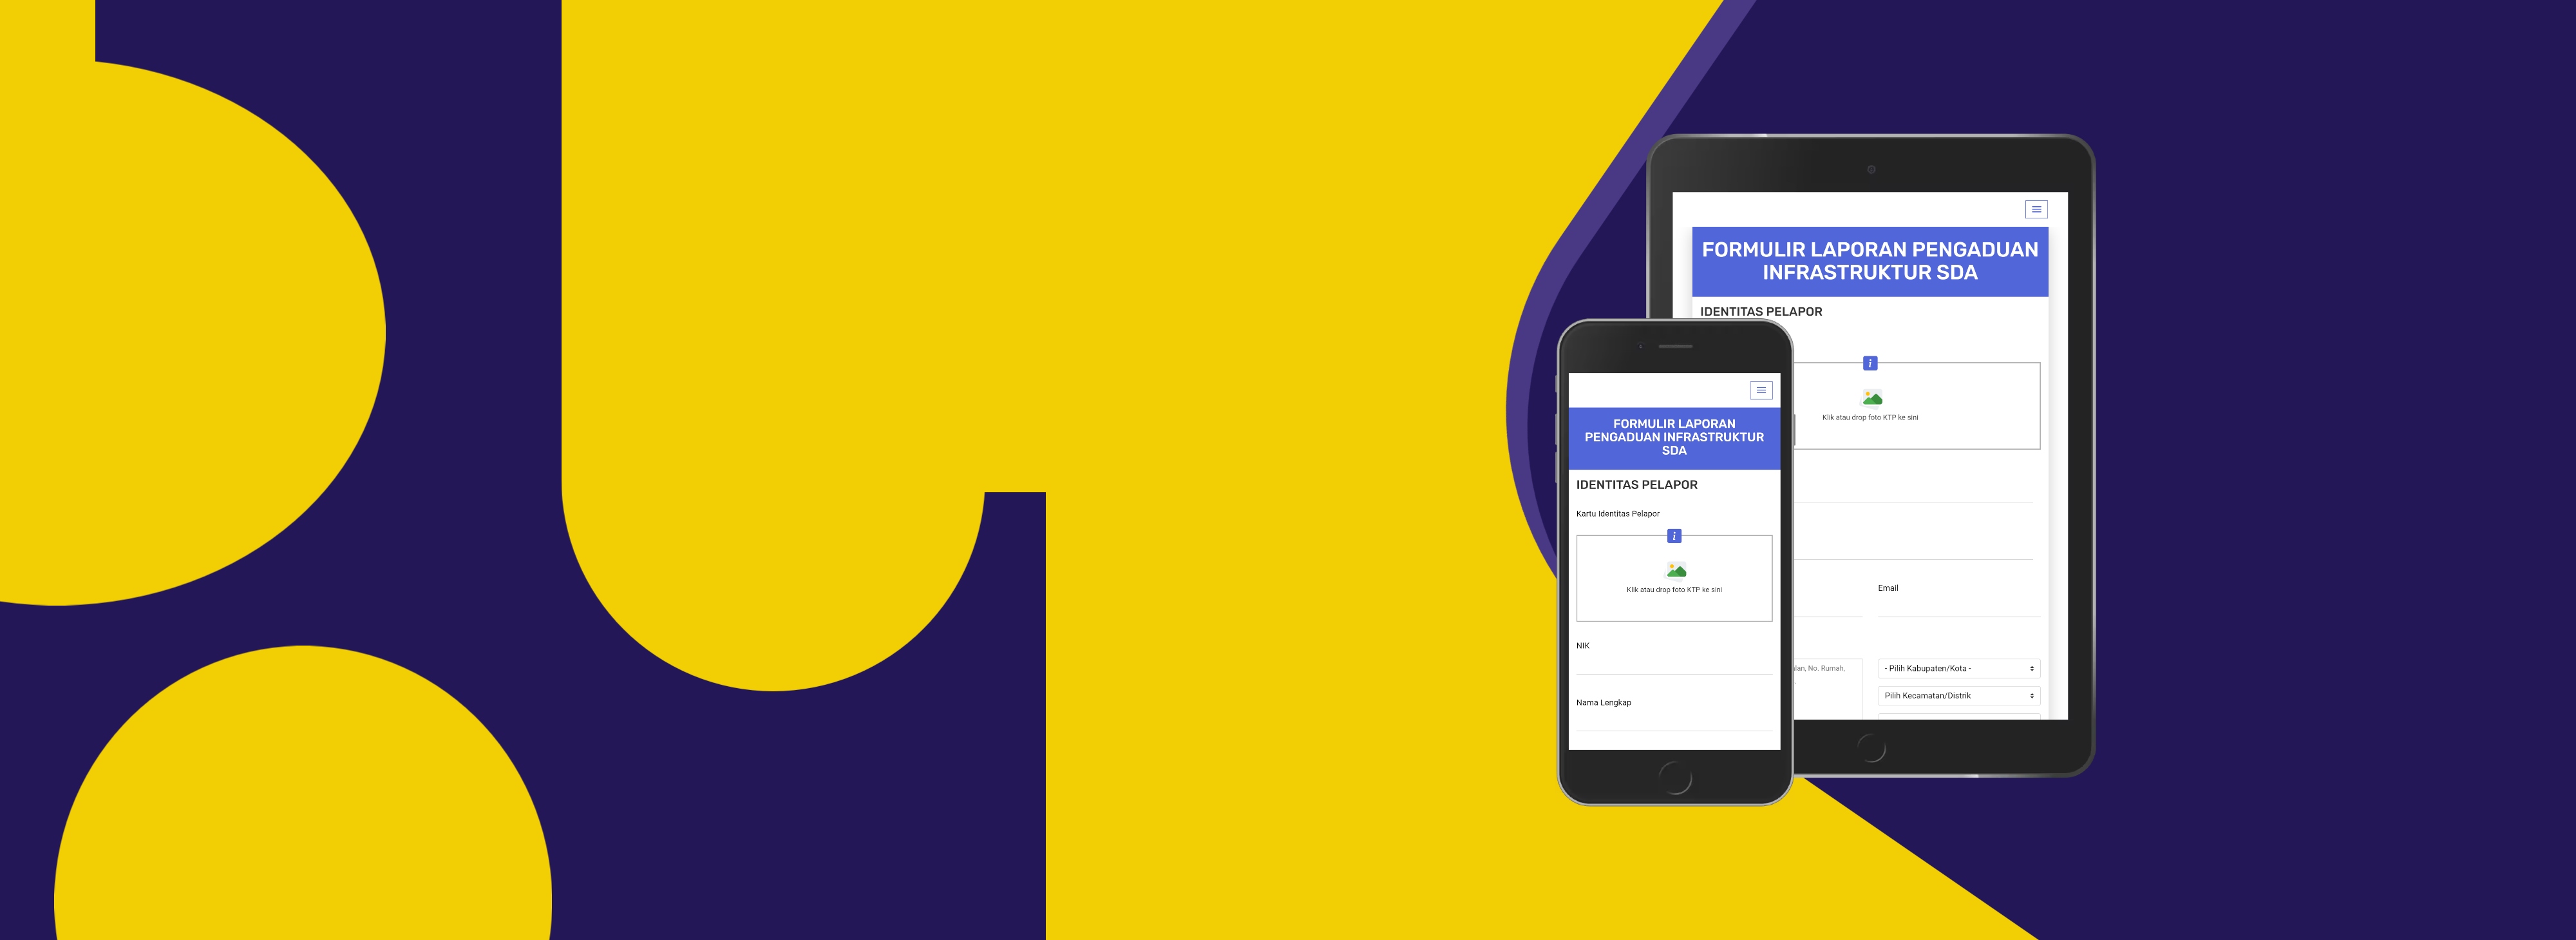 FORMULIR LAPORAN PENGADUAN
INFRASTRUKTUR SDA
IDENTITAS PELAPOR
i
Klik atau drop foto KTP ke sini
Email
No. Rumah,
- Pilih Kabupaten/Kota -
Pilih Kecamatan/Distrik
FORMULIR LAPORAN
PENGADUAN INFRASTRUKTUR
SDA
IDENTITAS PELAPOR
Kartu Identitas Pelapor
i
Klik atau drop foto KTP ke sini
NIK
Nama Lengkap